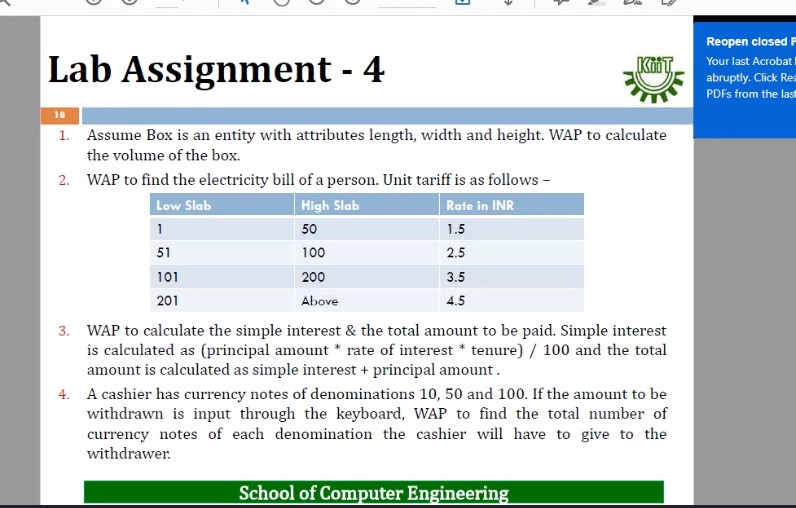 Lab Assignment - 4
KIIT
Reopen closed P
Your last Acrobat
abruptly. Click Res
PDFs from the last
18
1. Assume Box is an entity with attributes length, width and height. WAP to calculate
the volume of the box.
2. WAP to find the electricity bill of a person. Unit tariff is as follows –
Low Slab High Slab Rate in INR
1 50 1.5
51 100 2.5
101 200 3.5
201 Above 4.5
3. WAP to calculate the simple interest & the total amount to be paid. Simple interest
is calculated as (principal amount * rate of interest * tenure) / 100 and the total
amount is calculated as simple interest + principal amount .
4. A cashier has currency notes of denominations 10, 50 and 100. If the amount to be
withdrawn is input through the keyboard, WAP to find the total number of
currency notes of each denomination the cashier will have to give to the
withdrawer.
School of Computer Engineering